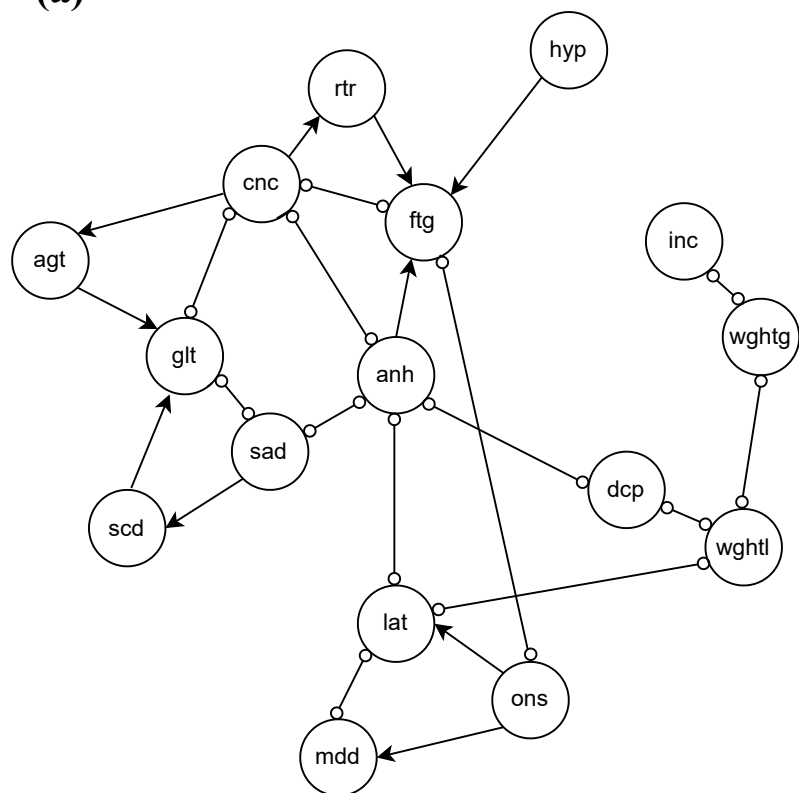 hyp
rtr
cnc
ftg
inc
agt
wghtg
glt
anh
sad
dcp
scd
wghtl
lat
ons
mdd